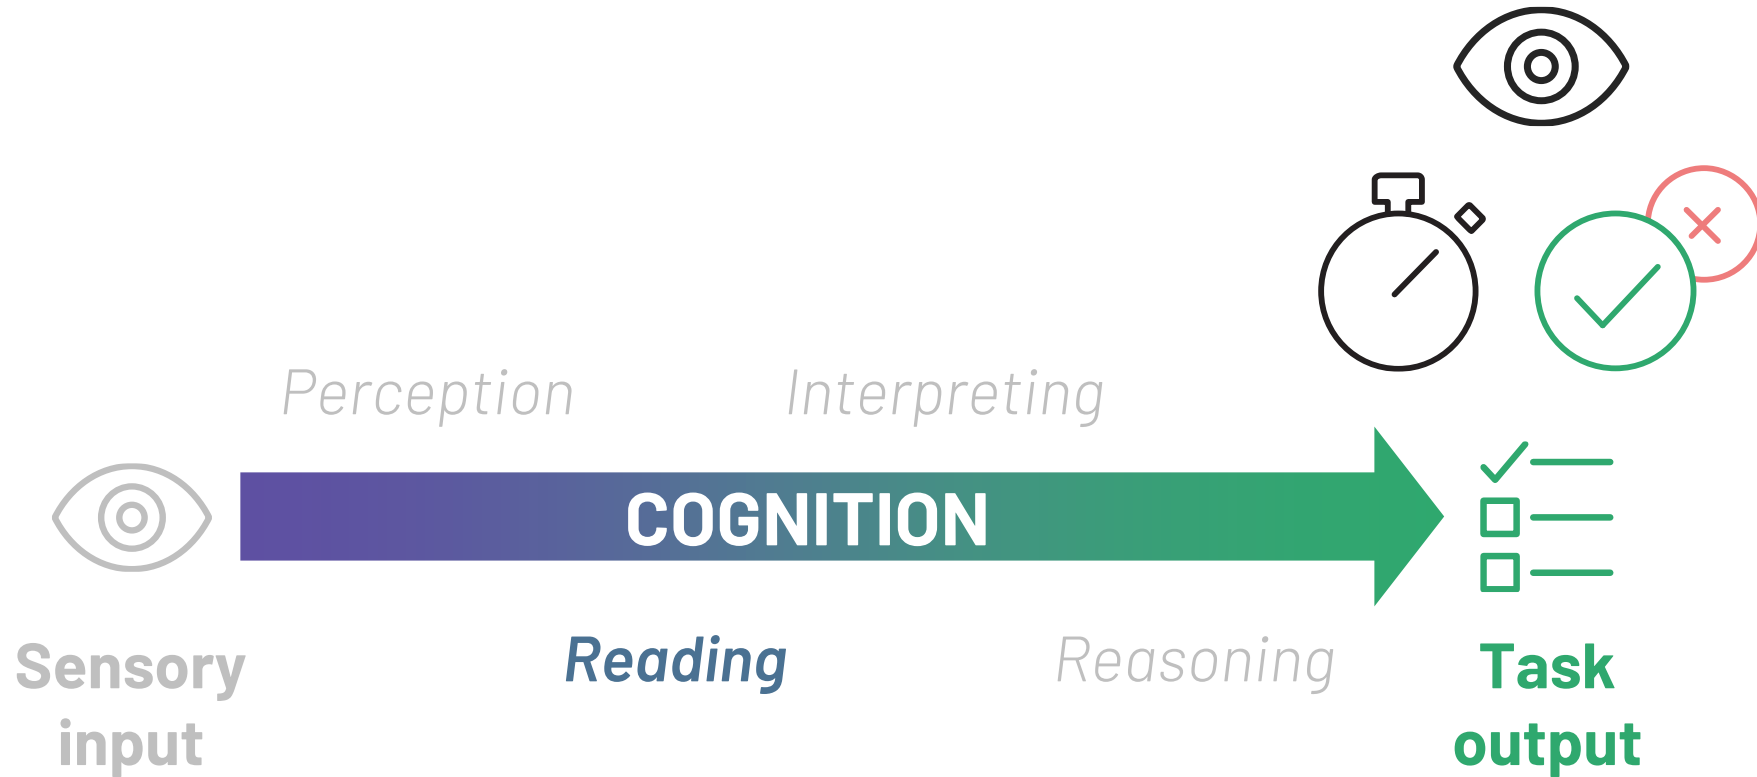 Perception
Interpreting
COGNITION
Reading
Reasoning
Sensory
input
Task
output